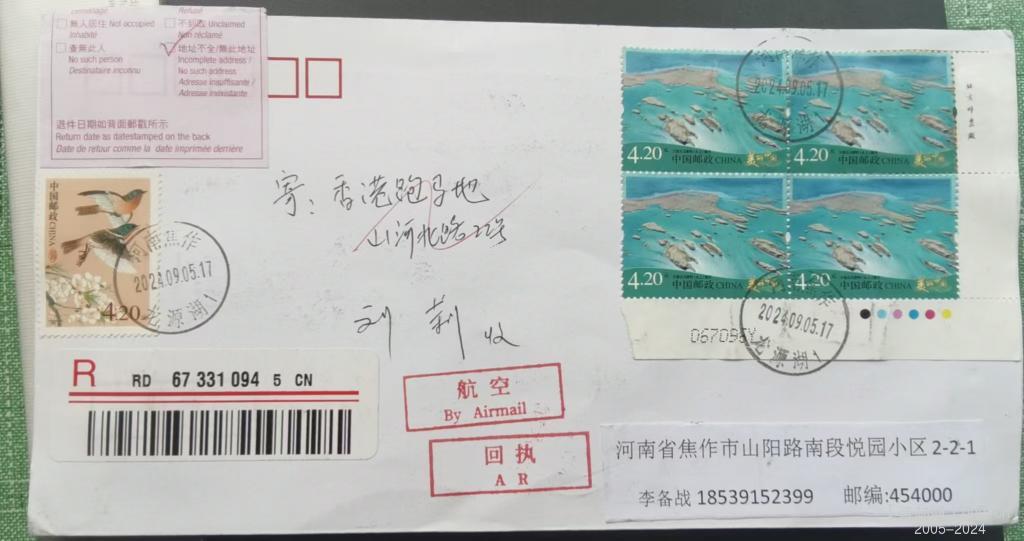 Refusé
無人居住 Not occupied
Inhabité
不到取 Unclaimed
Non réclamé
查無此人
No such person
Destinataire inconnu
地址不全/無此地址
Incomplete address /
No such address
Adresse insuffisante /
Adresse inexistante
退件日期如背面郵戳所示
Return date as datestamped on the back
Date de retour comme la date imprimée derrière
4.20 中国邮政 CHINA
4.20 中国邮政 CHINA
4.20 中国邮政 CHINA
4.20 中国邮政 CHINA
2024.09.05.17
寄：香港跑马地
山河北路22号
刘 莉 收
中国邮政 CHINA
4.20
河南焦作
2024.09.05.17
龙源湖1
2024.09.05.17
龙源湖1
R RD 67 331 094 5 CN
航空
By Airmail
回执
A R
河南省焦作市山阳路南段悦园小区 2-2-1
李备战 18539152399 邮编:454000
2005-2024